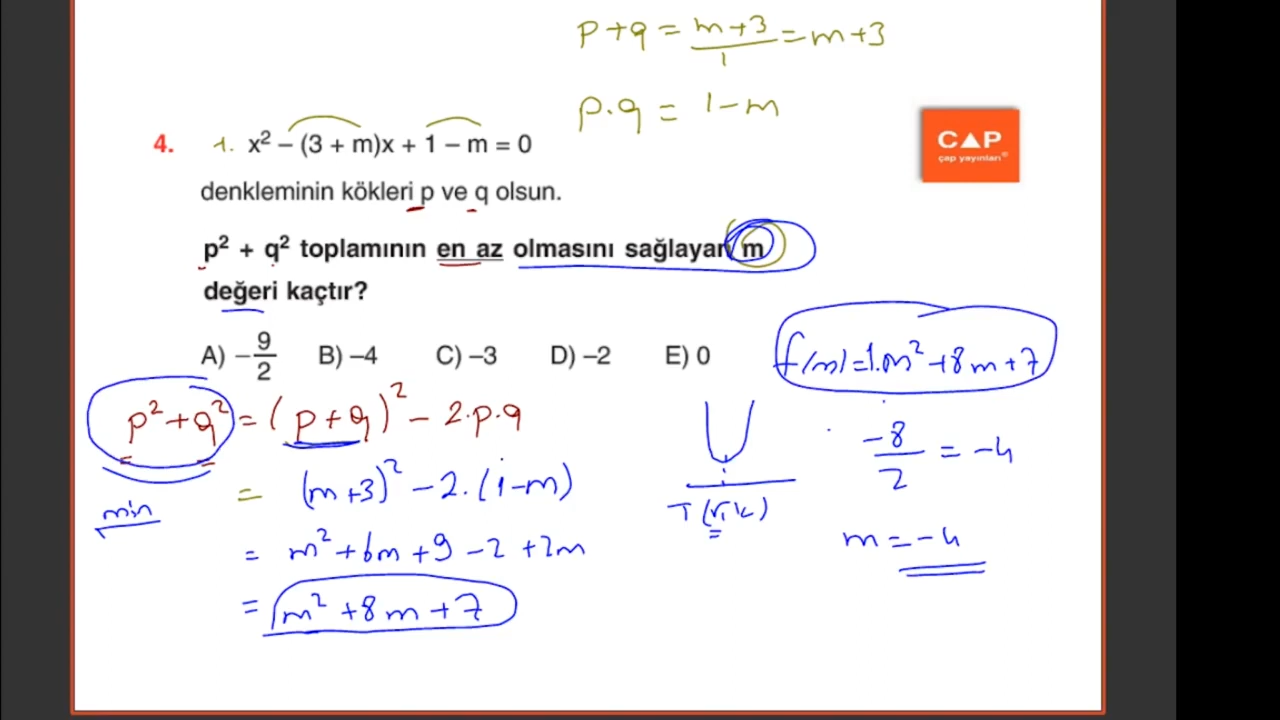 p+q = m+3/1 = m+3
p.q = 1-m
4. 1. x² – (3 + m)x + 1 – m = 0
ÇAP
çap yayınları®
denkleminin kökleri p ve q olsun.
p² + q² toplamının en az olmasını sağlayan m
değeri kaçtır?
A) –9/2 B) –4 C) –3 D) –2 E) 0
f(m)=1.m²+8m+7
p²+q² = (p+q)² - 2.p.q
min
= (m+3)² - 2.(1-m)
= m²+6m+9-2+2m
= m²+8m+7
T(r,k)
-8/2 = -4
m = -4